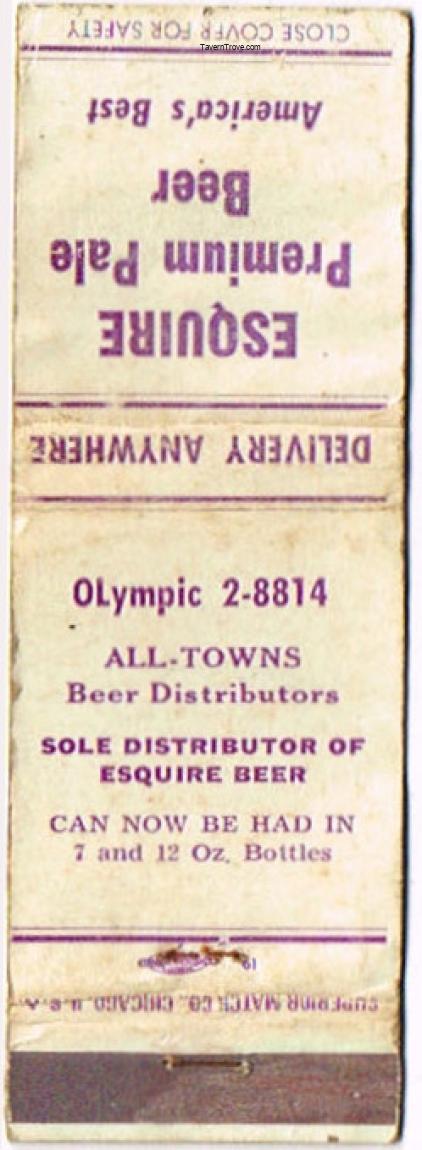 CLOSE COVER FOR SAFETY
TavernTrove.com
America's Best
Beer
Premium Pale
ESQUIRE
DELIVERY ANYWHERE
OLympic 2-8814
ALL-TOWNS
Beer Distributors
SOLE DISTRIBUTOR OF
ESQUIRE BEER
CAN NOW BE HAD IN
7 and 12 Oz. Bottles
19
SUPERIOR MATCH CO., CHICAGO, U.S.A.